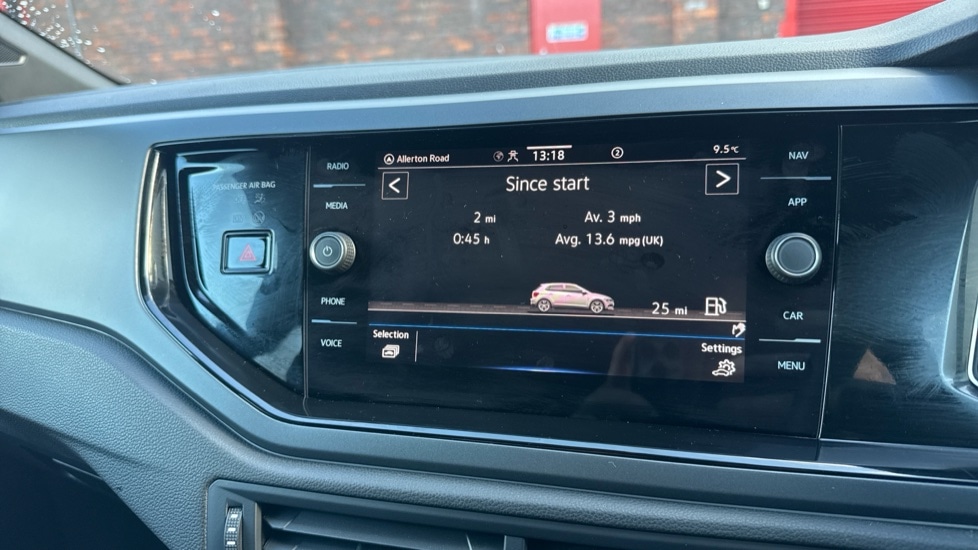 PASSENGER AIR BAG
RADIO
MEDIA
PHONE
VOICE
Allerton Road
13:18
2
9.5°C
<
Since start
>
2 mi
Av. 3 mph
0:45 h
Avg. 13.6 mpg (UK)
25 mi
Selection
Settings
NAV
APP
CAR
MENU